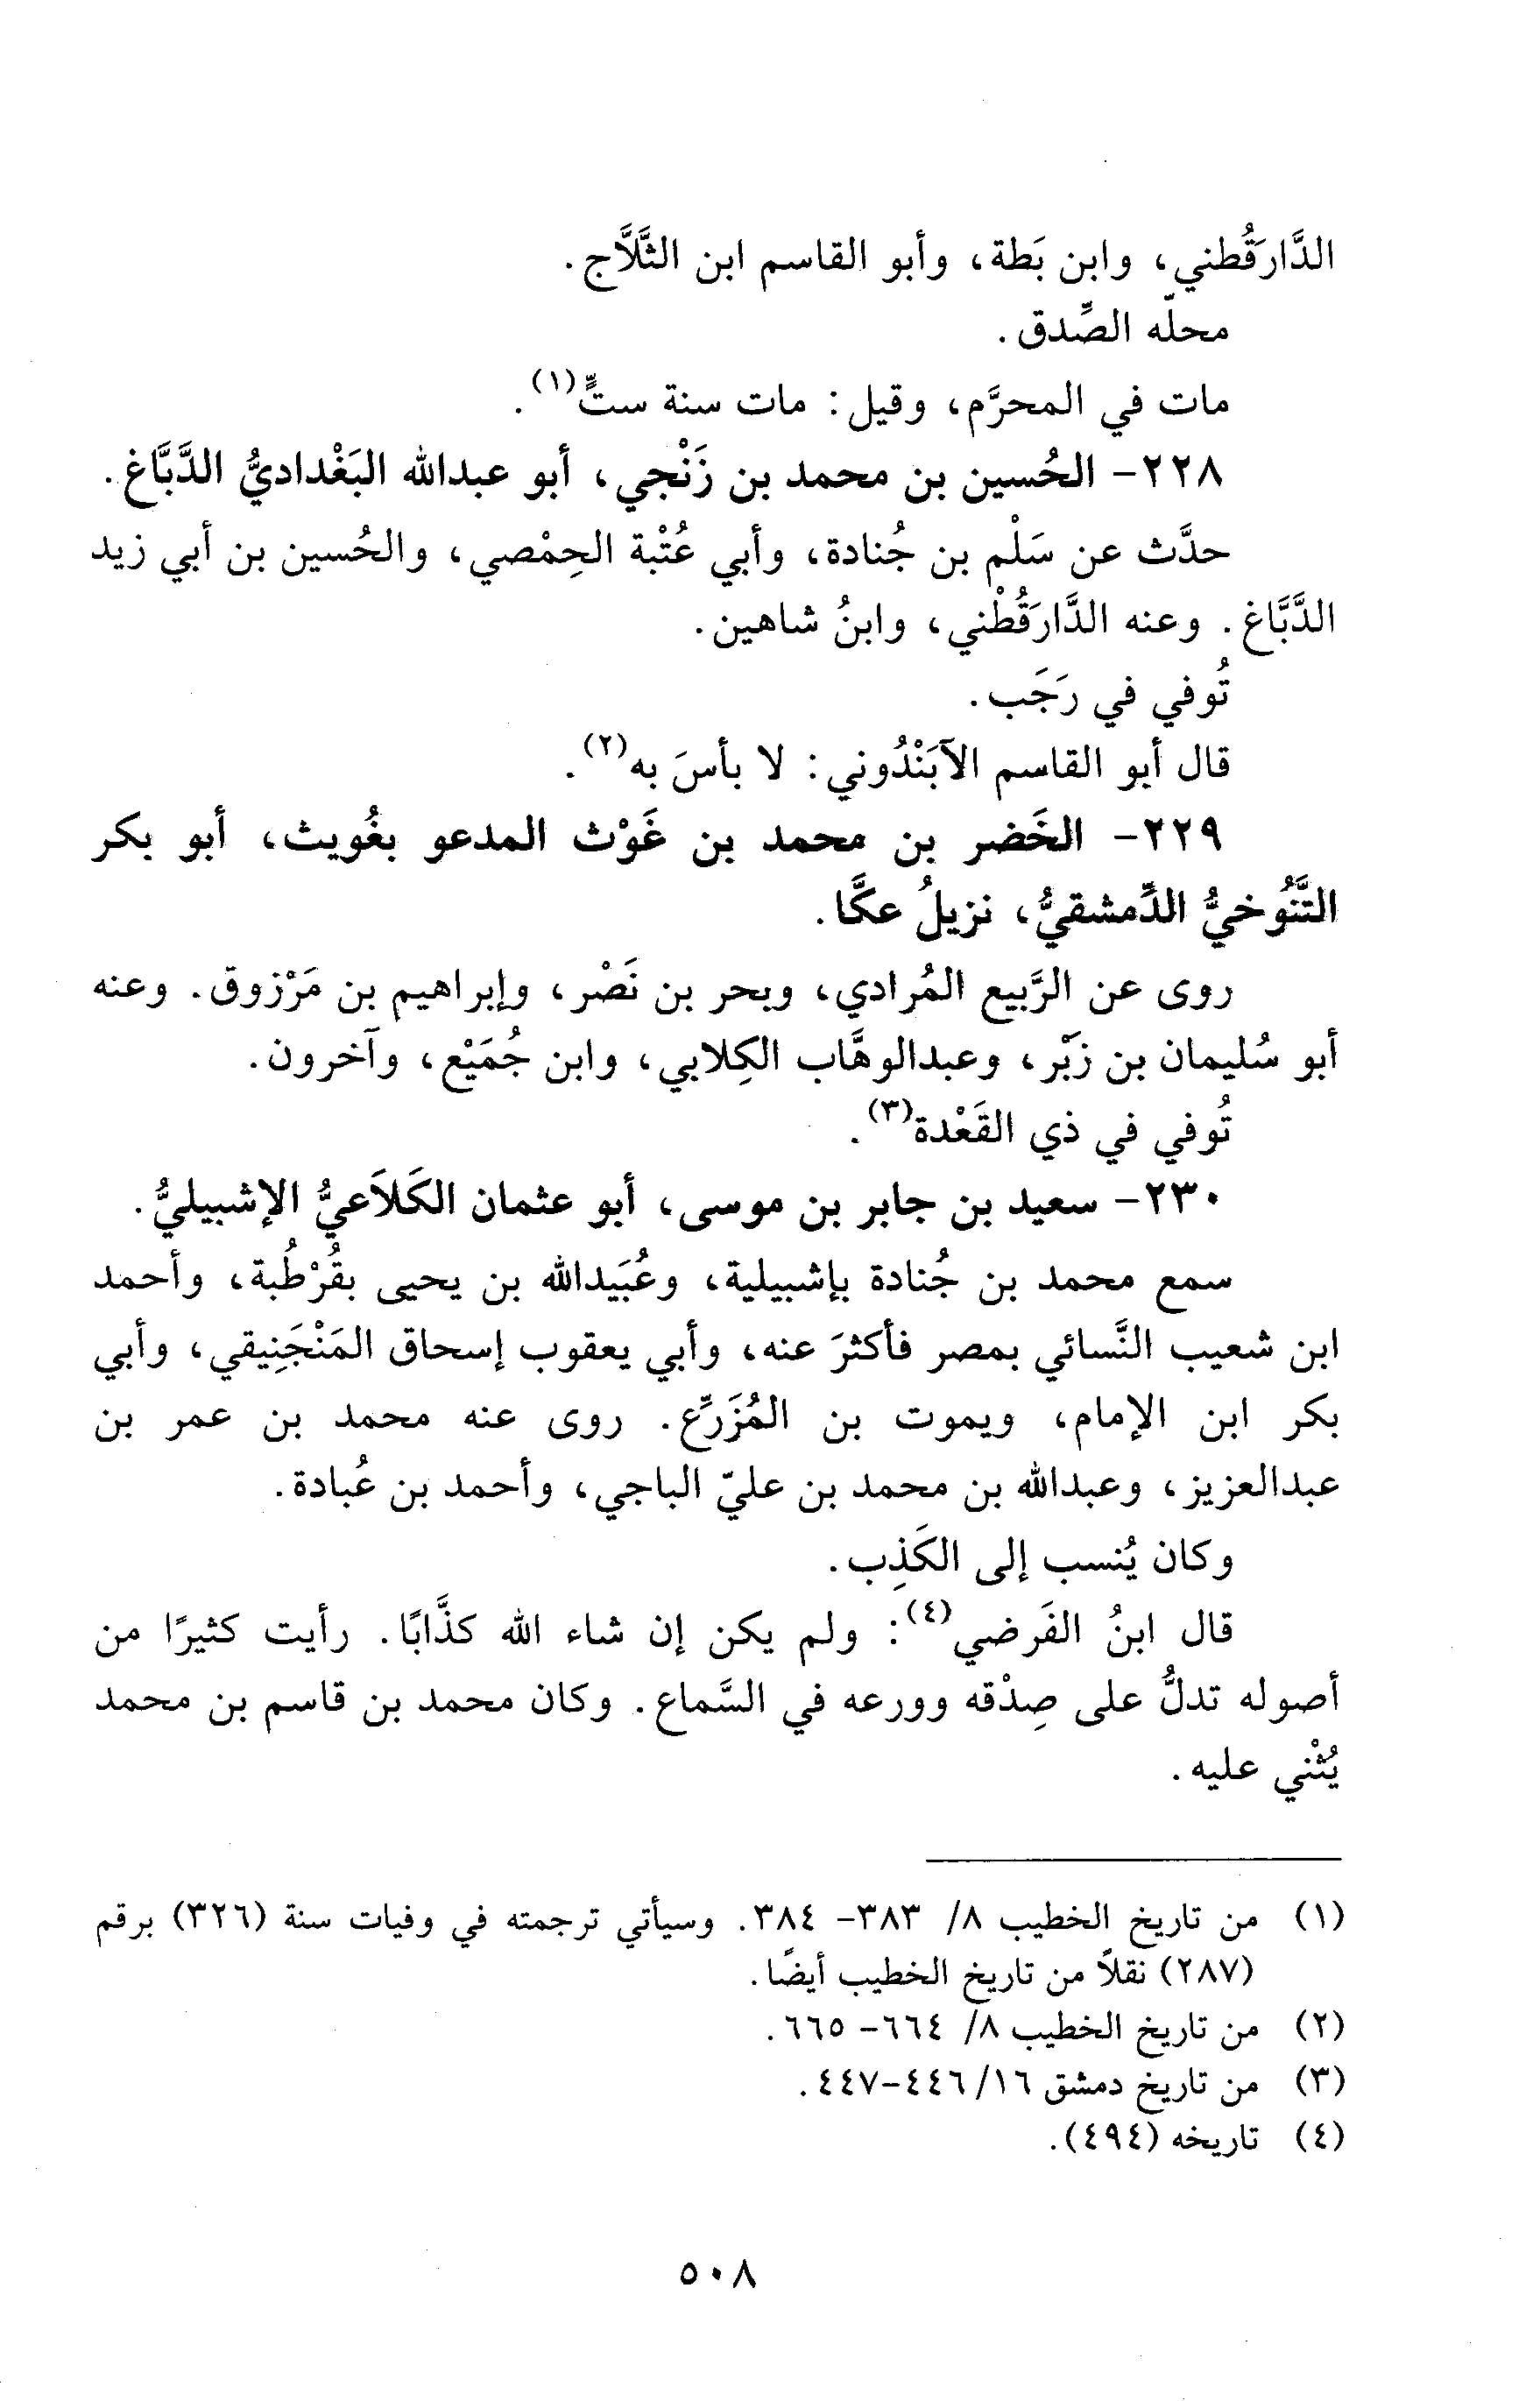 الدَّارَقُطني، وابن بَطة، وأبو القاسم ابن الثَّلَّاج.
محلّه الصِّدق.
مات في المحرَّم، وقيل: مات سنة ستٍّ(١).
٢٢٨- الحُسين بن محمد بن زَنْجي، أبو عبدالله البَغْداديُّ الدَّبَّاغ.
حدَّث عن سَلْم بن جُنادة، وأبي عُتْبة الحِمْصي، والحُسين بن أبي زيد
الدَّبَّاغ. وعنه الدَّارَقُطْني، وابنُ شاهين.
تُوفي في رَجَب.
قال أبو القاسم الآبَنْدُوني: لا بأسَ به(٢).
٢٢٩- الخَضر بن محمد بن غَوْث المدعو بغُويث، أبو بكر
التَّنُوخيُّ الدِّمشقيُّ، نزيلُ عكَّا.
روى عن الرَّبيع المُرادي، وبحر بن نَصْر، وإبراهيم بن مَرْزوق. وعنه
أبو سُليمان بن زَبْر، وعبدالوهَّاب الكِلابي، وابن جُمَيْع، وآخرون.
تُوفي في ذي القَعْدة(٣).
٢٣٠- سعيد بن جابر بن موسى، أبو عثمان الكَلاَعيُّ الإشبيليُّ.
سمع محمد بن جُنادة بإشبيلية، وعُبَيدالله بن يحيى بقُرْطُبة، وأحمد
ابن شعيب النَّسائي بمصر فأكثرَ عنه، وأبي يعقوب إسحاق المَنْجَنِيقي، وأبي
بكر ابن الإمام، ويموت بن المُزَرِّع. روى عنه محمد بن عمر بن
عبدالعزيز، وعبدالله بن محمد بن عليّ الباجي، وأحمد بن عُبادة.
وكان يُنسب إلى الكَذِب.
قال ابنُ الفَرضي(٤): ولم يكن إن شاء الله كذَّابًا. رأيت كثيرًا من
أصوله تدلُّ على صِدْقه وورعه في السَّماع. وكان محمد بن قاسم بن محمد
يُثْني عليه.
(١) من تاريخ الخطيب ٨/ ٣٨٣- ٣٨٤. وسيأتي ترجمته في وفيات سنة (٣٢٦) برقم
(٢٨٧) نقلاً من تاريخ الخطيب أيضًا.
(٢) من تاريخ الخطيب ٨/ ٦٦٤- ٦٦٥.
(٣) من تاريخ دمشق ١٦/ ٤٤٦-٤٤٧.
(٤) تاريخه (٤٩٤).
٥٠٨